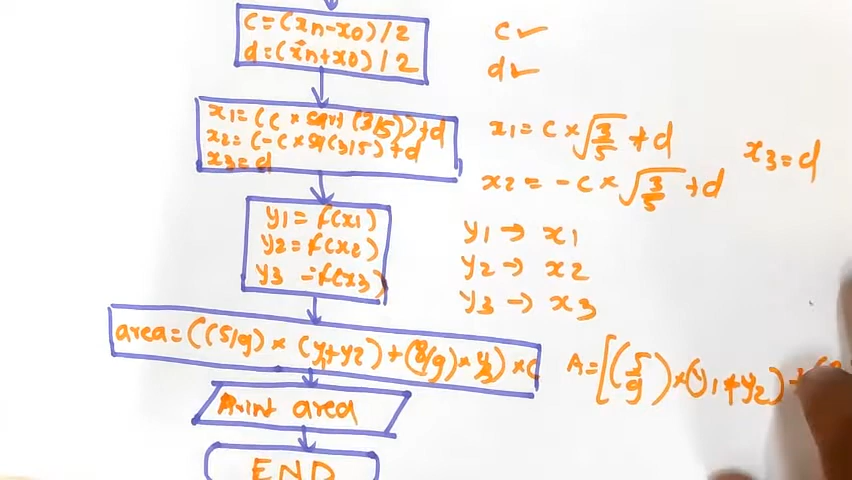 c=(xn-x0)/2
d=(xn+x0)/2
c✓
d✓
x1=(c×sqrt(3/5))+d
x2=(-c×sq(3/5)+d
x3=d
x1=c×√3/5+d
x2=-c×√3/5+d
x3=d
y1=f(x1)
y2=f(x2)
y3=f(x3)
y1→x1
y2→x2
y3→x3
area=((5/9)×(y1+y2)+(8/9)×y3)×c
A=[(5/9)×(y1+y2)+(
Print area
END